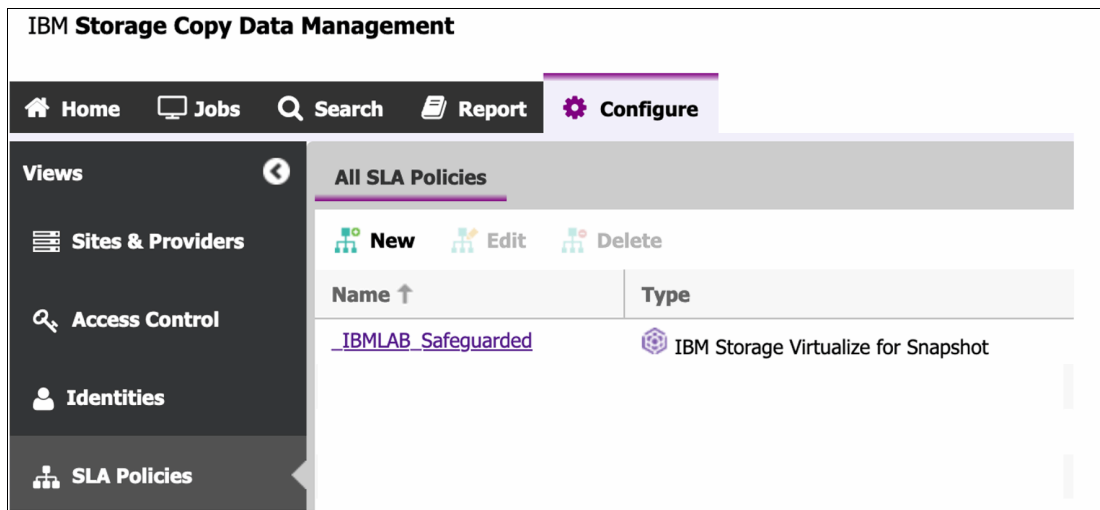 IBM Storage Copy Data Management
Home Jobs Search Report Configure
Views
Sites & Providers
Access Control
Identities
SLA Policies
All SLA Policies
New Edit Delete
Name Type
_IBMLAB_Safeguarded IBM Storage Virtualize for Snapshot